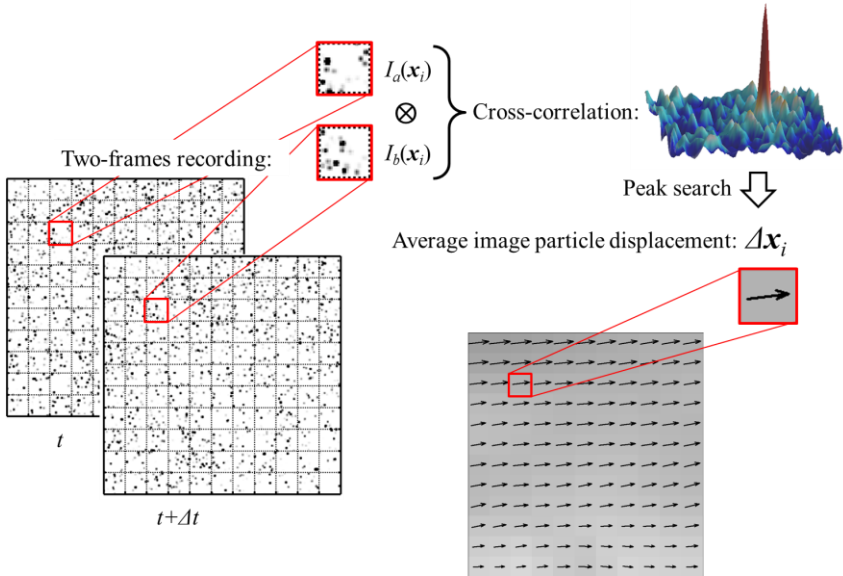 I_a(x_i)
⊗
I_b(x_i)
Cross-correlation:
Two-frames recording:
Peak search
Average image particle displacement: Δx_i
t
t+Δt